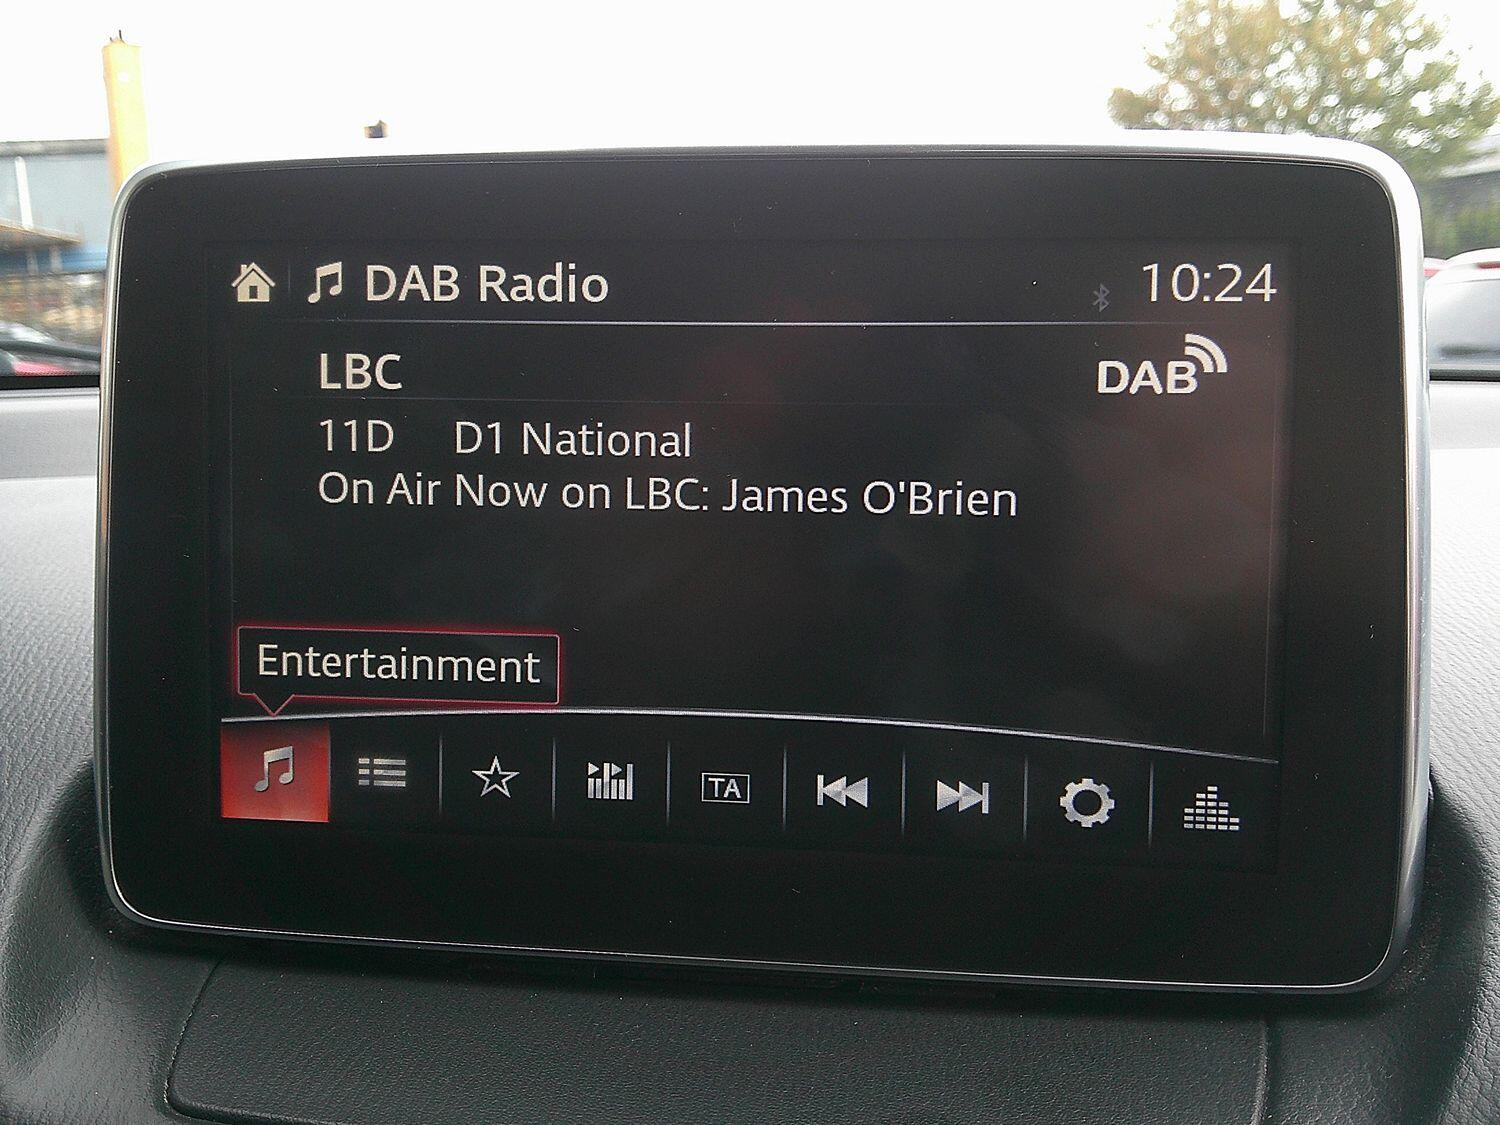 DAB Radio 10:24
LBC DAB
11D D1 National
On Air Now on LBC: James O'Brien
Entertainment
TA